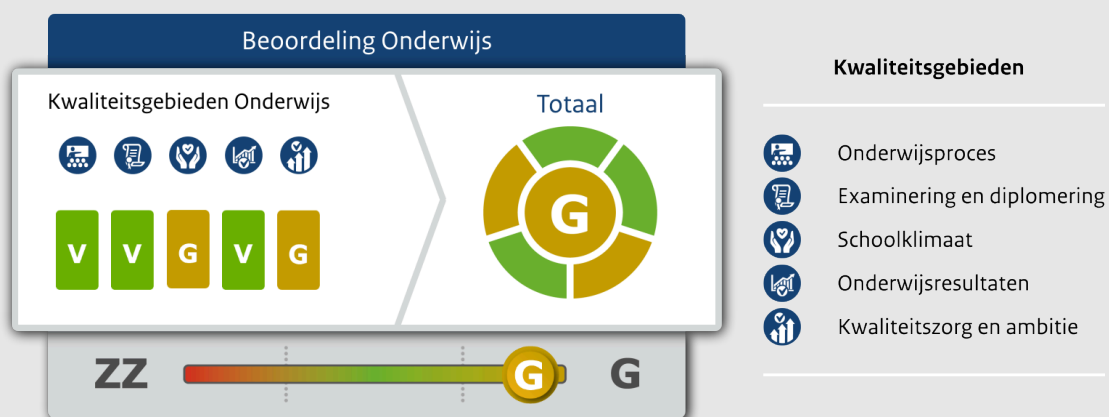 Beoordeling Onderwijs
Kwaliteitsgebieden Onderwijs
V V G V G
Totaal
G
ZZ G G
Kwaliteitsgebieden
Onderwijsproces
Examinering en diplomering
Schoolklimaat
Onderwijsresultaten
Kwaliteitszorg en ambitie